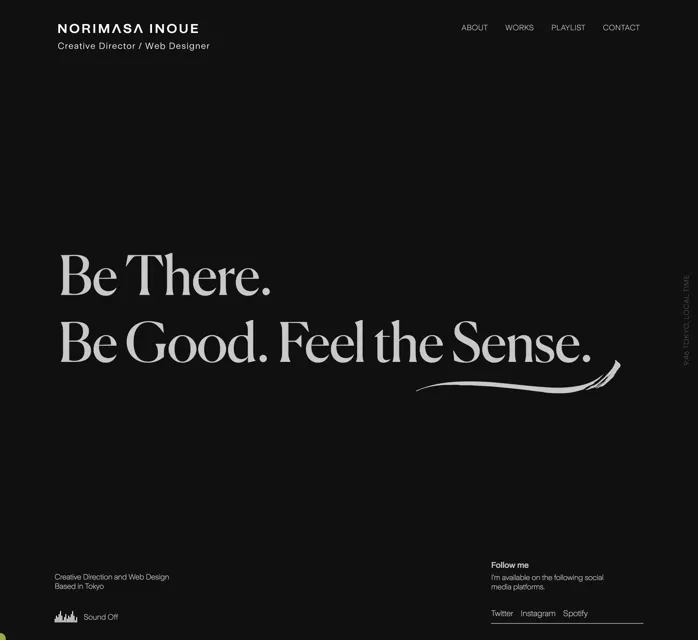 NORIMASA INOUE
Creative Director / Web Designer
ABOUT WORKS PLAYLIST CONTACT
Be There.
Be Good. Feel the Sense.
9:46 TOKYO, LOCAL TIME
Creative Direction and Web Design
Based in Tokyo
Sound Off
Follow me
I'm available on the following social
media platforms.
Twitter Instagram Spotify